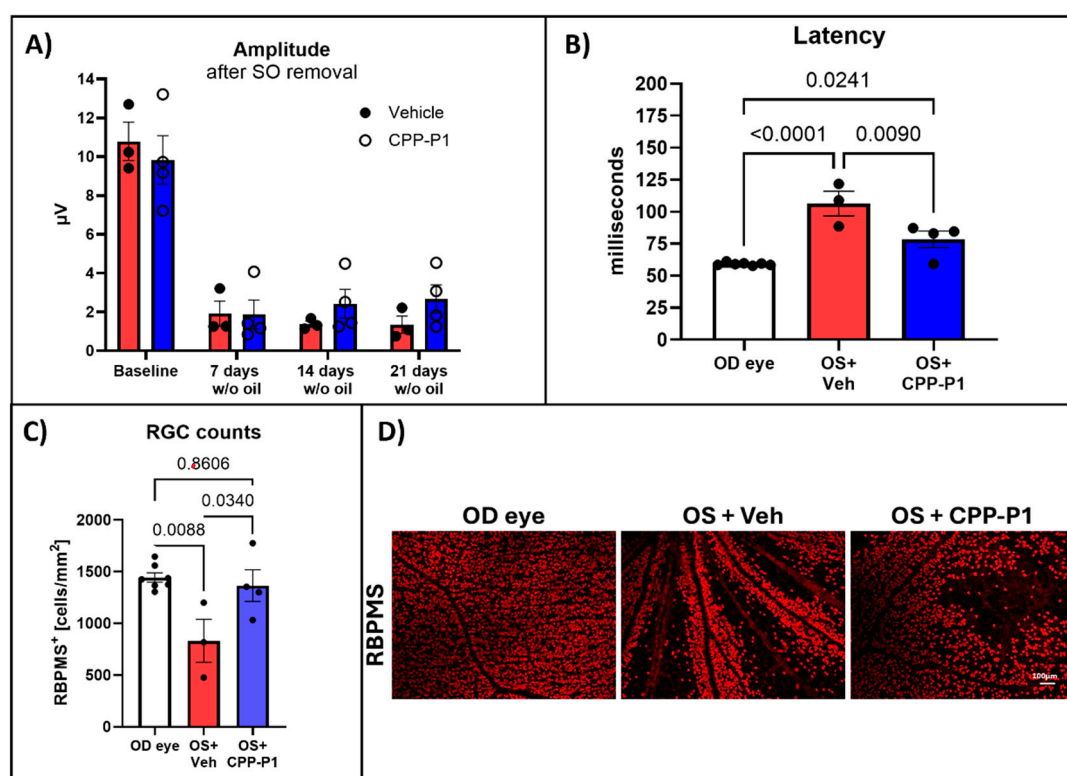 A)
Amplitude
after SO removal
14
12
10
8
6
4
2
0
µV
Vehicle
CPP-P1
Baseline
7 days
w/o oil
14 days
w/o oil
21 days
w/o oil
B)
Latency
200
175
150
125
100
75
50
25
0
milliseconds
0.0241
<0.0001
0.0090
OD eye
OS+
Veh
OS+
CPP-P1
C)
RGC counts
0.8606
0.0340
0.0088
2000
1500
1000
500
0
RBPMS⁺ [cells/mm²]
OD eye
OS+
Veh
OS+
CPP-P1
D)
OD eye
OS + Veh
OS + CPP-P1
RBPMS
100µm